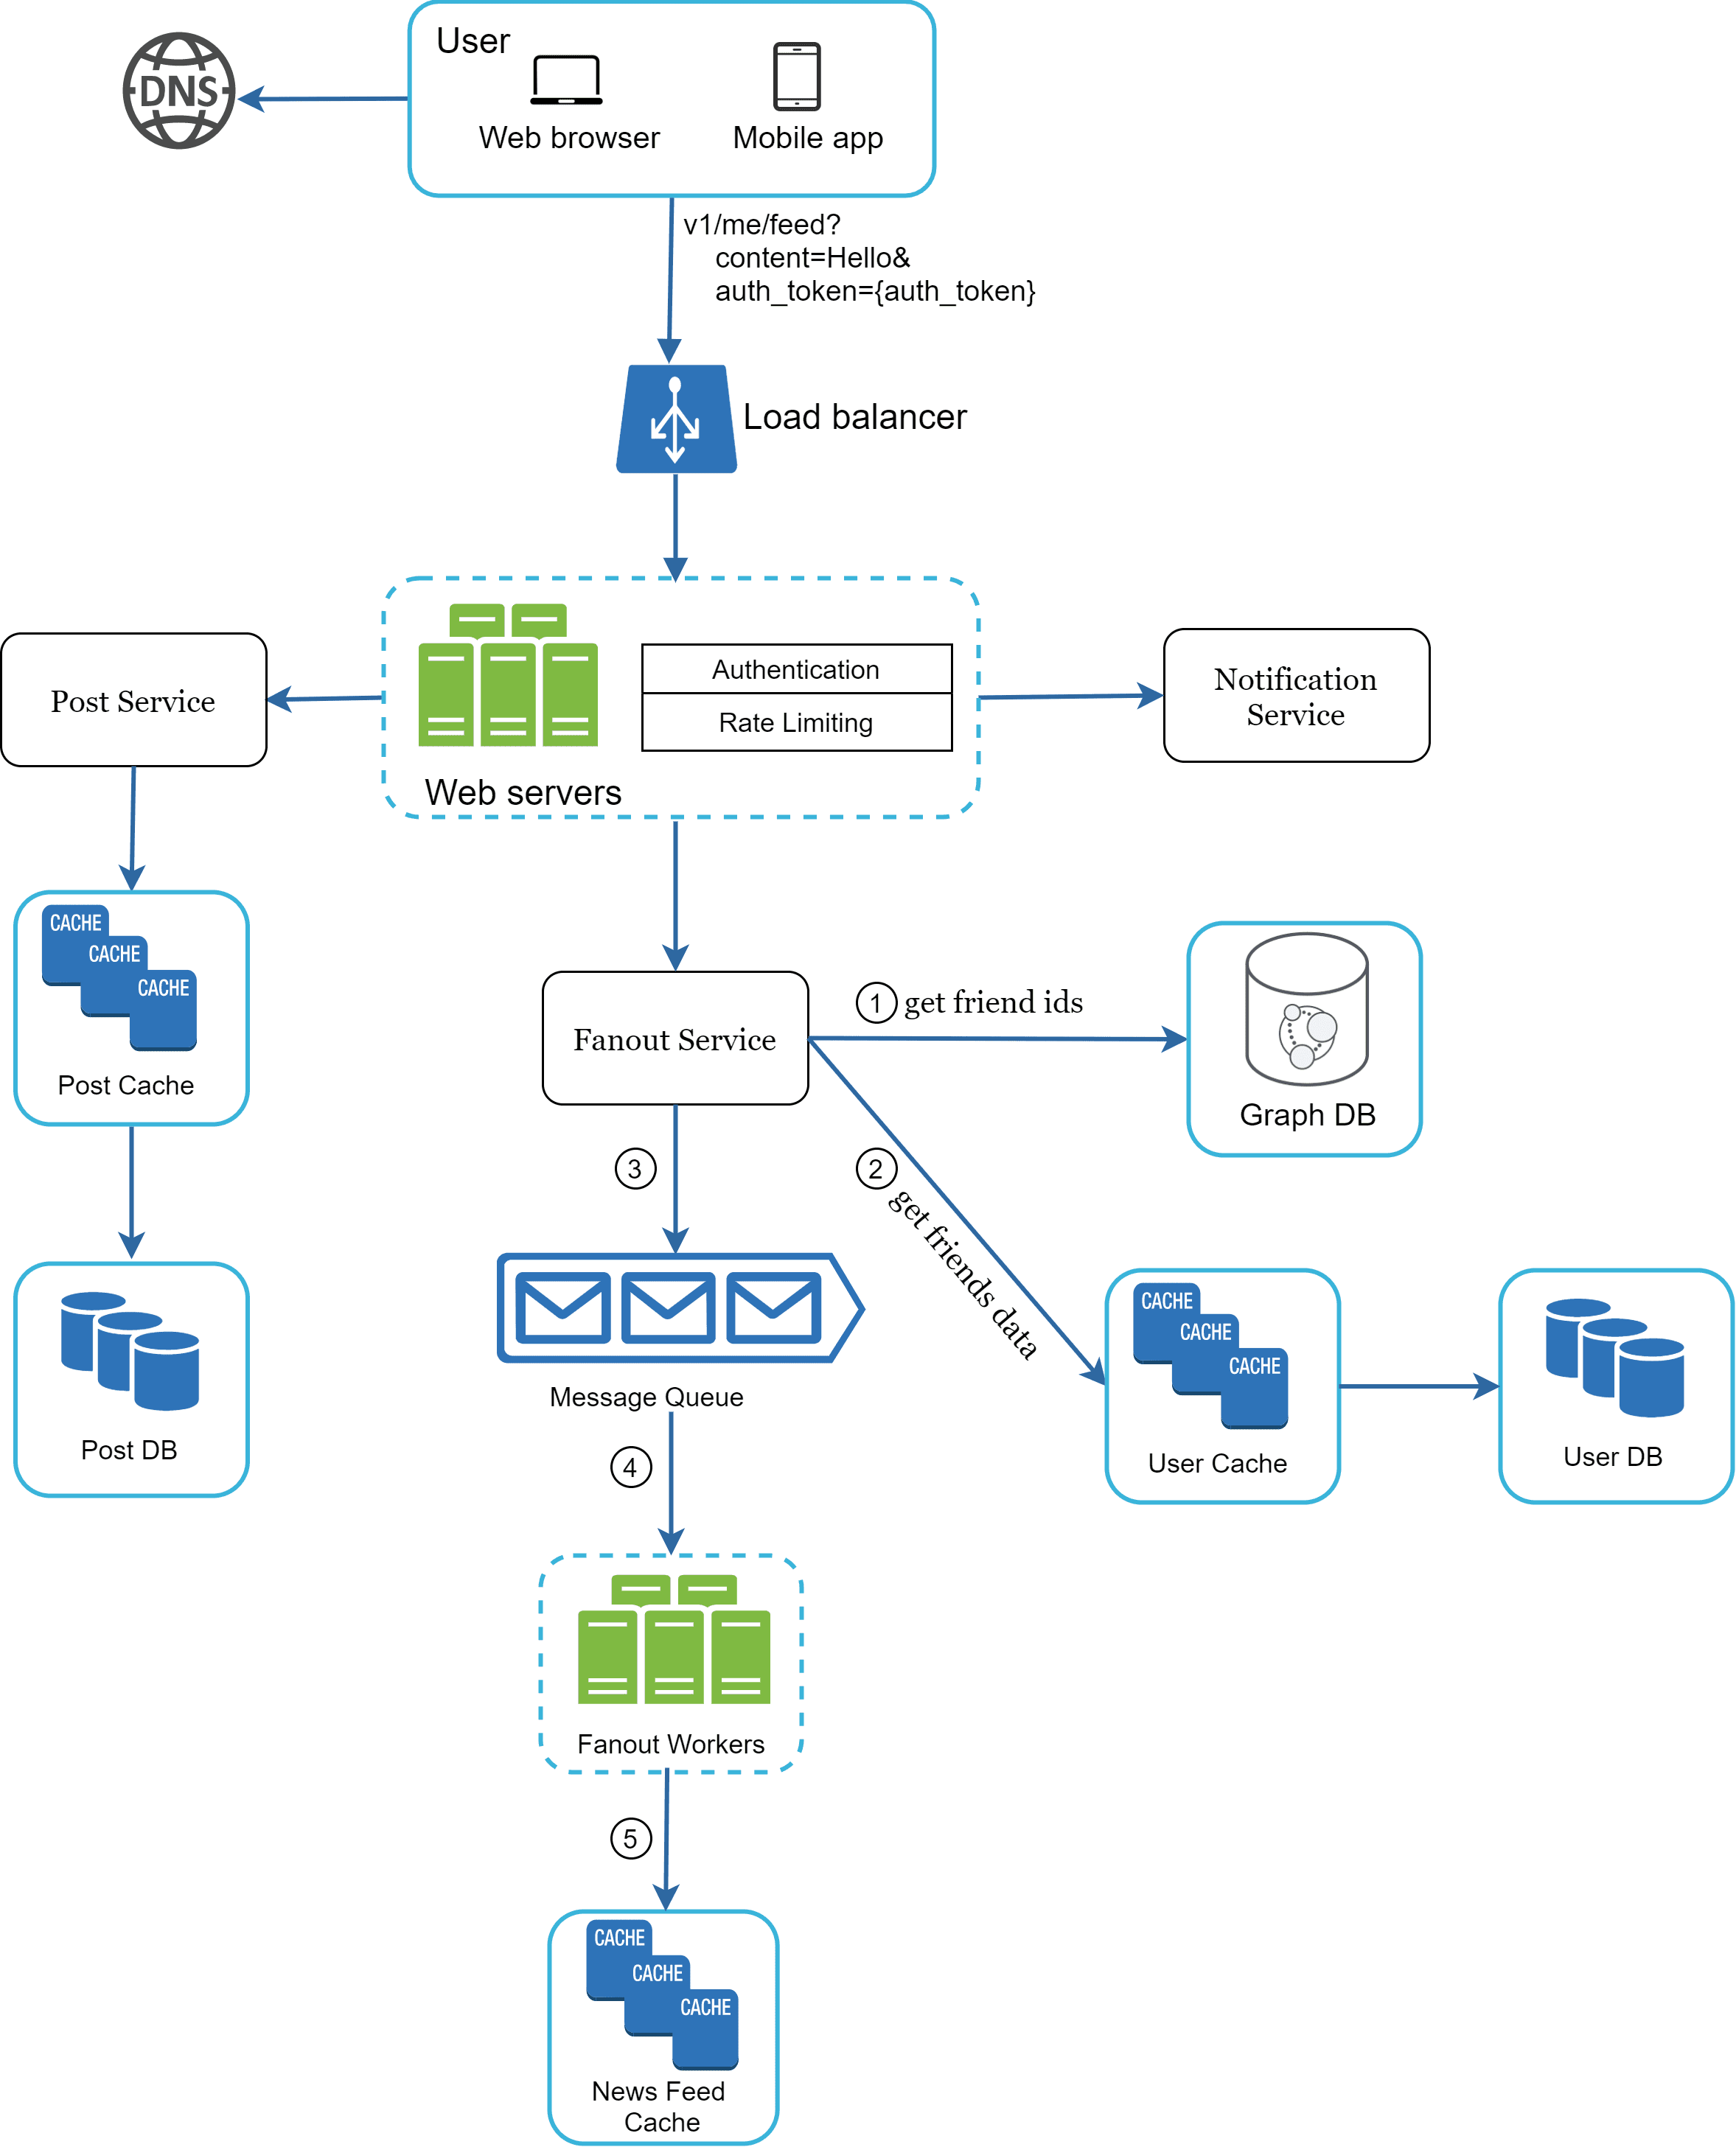 DNS
User
Web browser
Mobile app
v1/me/feed?
content=Hello&
auth_token={auth_token}
Load balancer
Post Service
Authentication
Rate Limiting
Web servers
Notification
Service
CACHE
CACHE
CACHE
Post Cache
Fanout Service
1 get friend ids
Graph DB
3
2
get friends data
Message Queue
Post DB
CACHE
CACHE
CACHE
User Cache
User DB
4
Fanout Workers
5
CACHE
CACHE
CACHE
News Feed
Cache